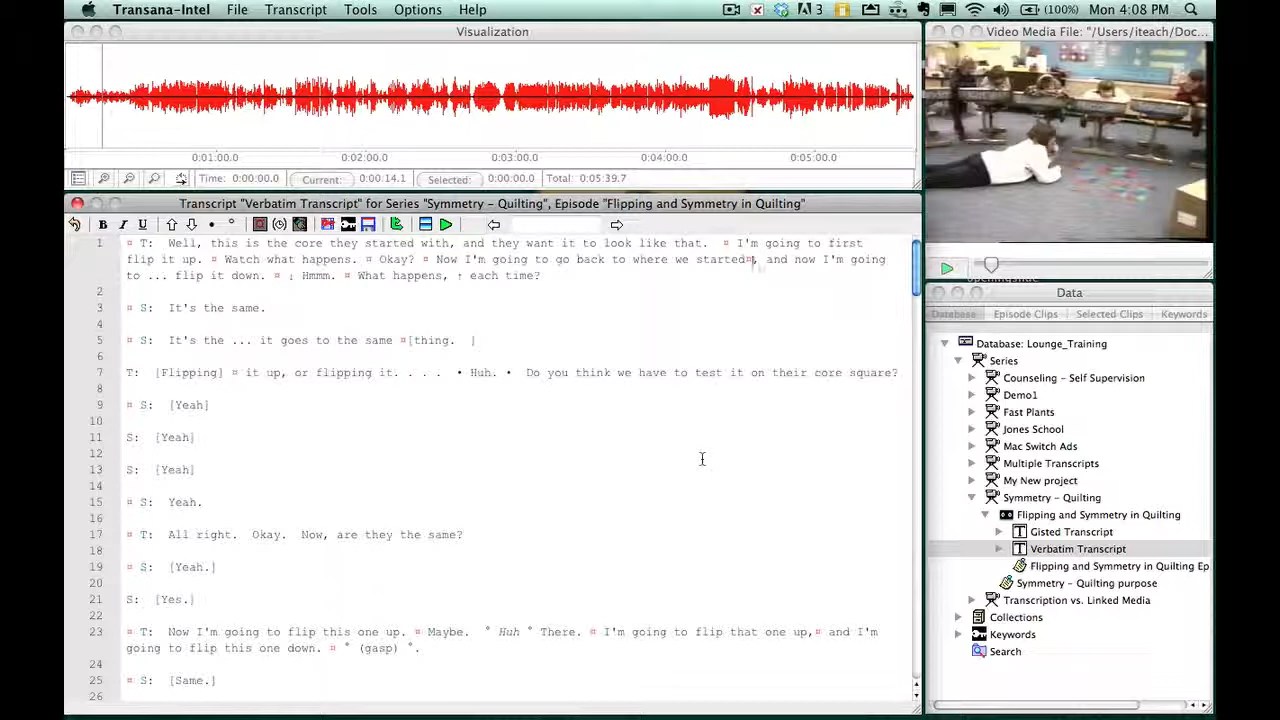 Transana-Intel File Transcript Tools Options Help 3 (100%) Mon 4:08 PM
Visualization
0:01:00.0 0:02:00.0 0:03:00.0 0:04:00.0 0:05:00.0
Time: 0:00:00.0 Current: 0:00:14.1 Selected: 0:00:00.0 Total: 0:05:39.7
Transcript "Verbatim Transcript" for Series "Symmetry - Quilting", Episode "Flipping and Symmetry in Quilting"
B I U
1 ¤ T: Well, this is the core they started with, and they want it to look like that. ¤ I'm going to first
flip it up. ¤ Watch what happens. ¤ Okay? ¤ Now I'm going to go back to where we started¤, and now I'm going
to ... flip it down. ¤ ↓ Hmmm. ¤ What happens, ↑ each time?
2
3 ¤ S: It's the same.
4
5 ¤ S: It's the ... it goes to the same ¤[thing. ]
6
7 T: [Flipping] ¤ it up, or flipping it. . . . • Huh. • Do you think we have to test it on their core square?
8
9 ¤ S: [Yeah]
10
11 S: [Yeah]
12
13 ¤ S: [Yeah]
14
15 ¤ S: Yeah.
16
17 ¤ T: All right. Okay. Now, are they the same?
18
19 ¤ S: [Yeah.]
20
21 S: [Yes.]
22
23 ¤ T: Now I'm going to flip this one up. ¤ Maybe. ° Huh ° There. ¤ I'm going to flip that one up,¤ and I'm
going to flip this one down. ¤ ° (gasp) °.
24
25 ¤ S: [Same.]
26
Video Media File: "/Users/iteach/Doc...
Data
Database Episode Clips Selected Clips Keywords
Database: Lounge_Training
Series
Counseling - Self Supervision
Demo1
Fast Plants
Jones School
Mac Switch Ads
Multiple Transcripts
My New project
Symmetry - Quilting
Flipping and Symmetry in Quilting
Gisted Transcript
Verbatim Transcript
Flipping and Symmetry in Quilting Ep
Symmetry - Quilting purpose
Transcription vs. Linked Media
Collections
Keywords
Search